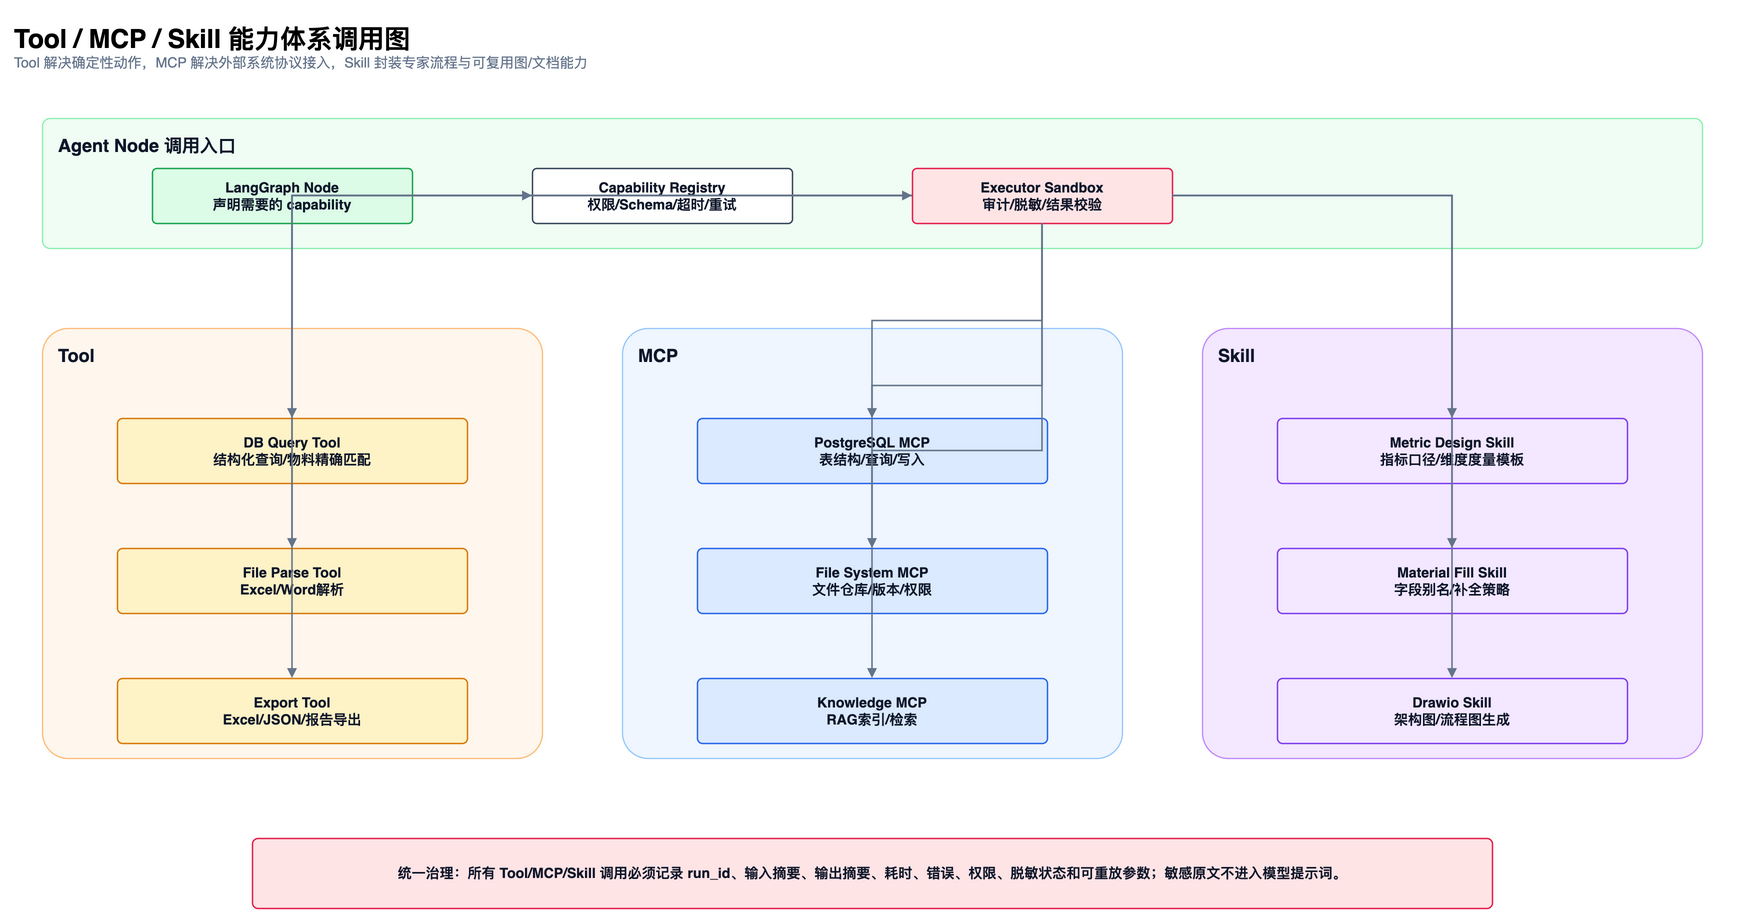 Tool / MCP / Skill 能力体系调用图
Tool 解决确定性动作，MCP 解决外部系统协议接入，Skill 封装专家流程与可复用图/文档能力
Agent Node 调用入口
LangGraph Node
声明需要的 capability
Capability Registry
权限/Schema/超时/重试
Executor Sandbox
审计/脱敏/结果校验
Tool
DB Query Tool
结构化查询/物料精确匹配
File Parse Tool
Excel/Word解析
Export Tool
Excel/JSON/报告导出
MCP
PostgreSQL MCP
表结构/查询/写入
File System MCP
文件仓库/版本/权限
Knowledge MCP
RAG索引/检索
Skill
Metric Design Skill
指标口径/维度度量模板
Material Fill Skill
字段别名/补全策略
Drawio Skill
架构图/流程图生成
统一治理：所有 Tool/MCP/Skill 调用必须记录 run_id、输入摘要、输出摘要、耗时、错误、权限、脱敏状态和可重放参数；敏感原文不进入模型提示词。